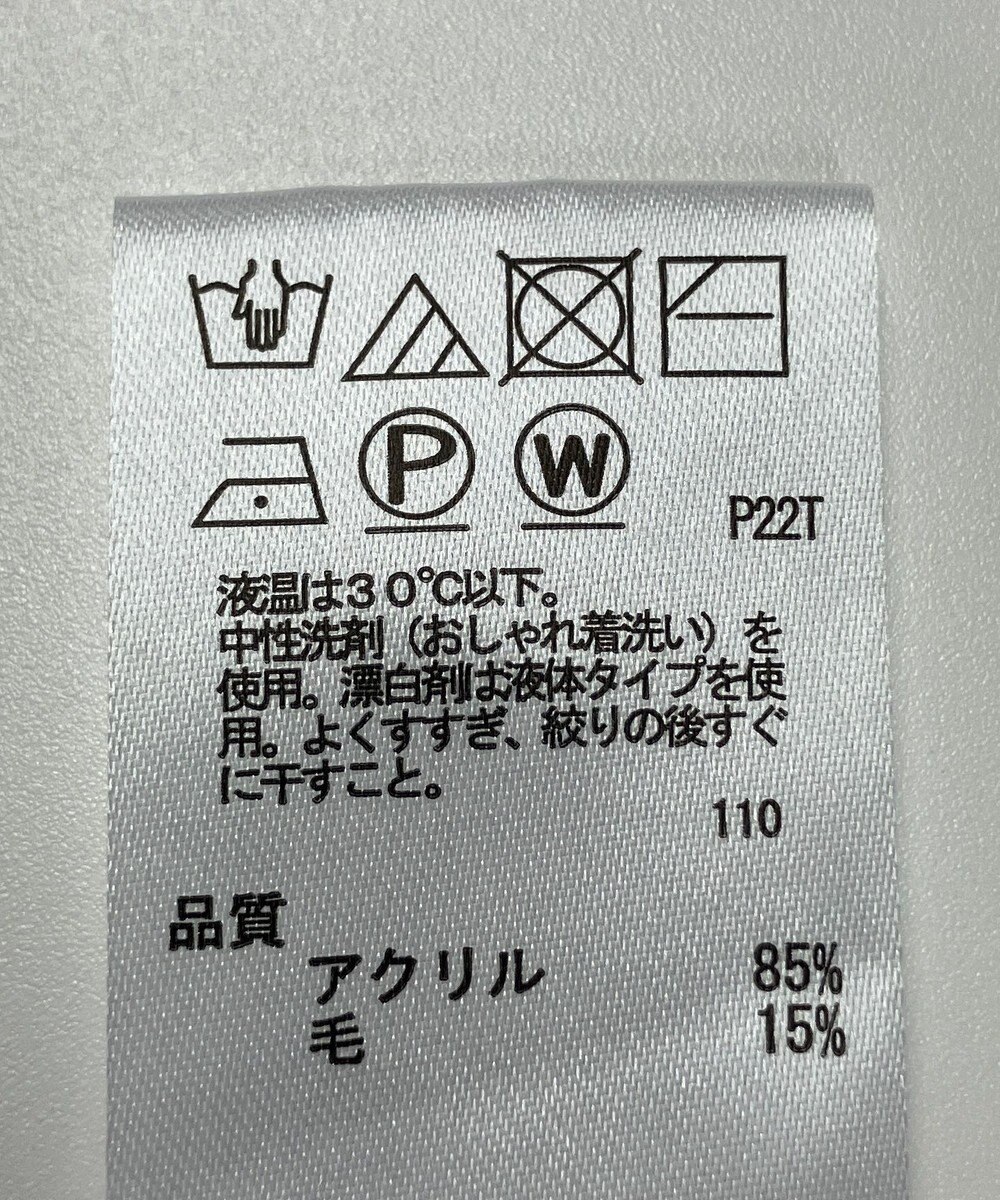 P
W
P22T
液温は30℃以下。
中性洗剤（おしゃれ着洗い）を
使用。漂白剤は液体タイプを使
用。よくすすぎ、絞りの後すぐ
に干すこと。
110
品質
アクリル 85%
毛 15%